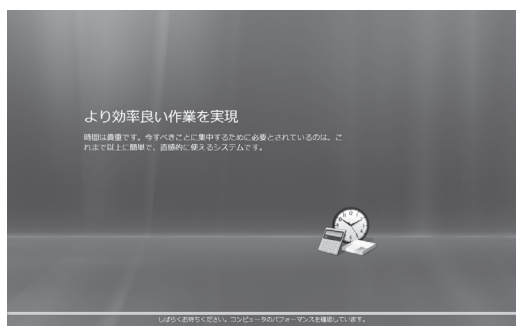 より効率良い作業を実現
時間は貴重です。今すべきことに集中するために必要とされているのは、こ
れまで以上に簡単で、直感的に使えるシステムです。
しばらくお待ちください。コンピュータのパフォーマンスを確認しています。